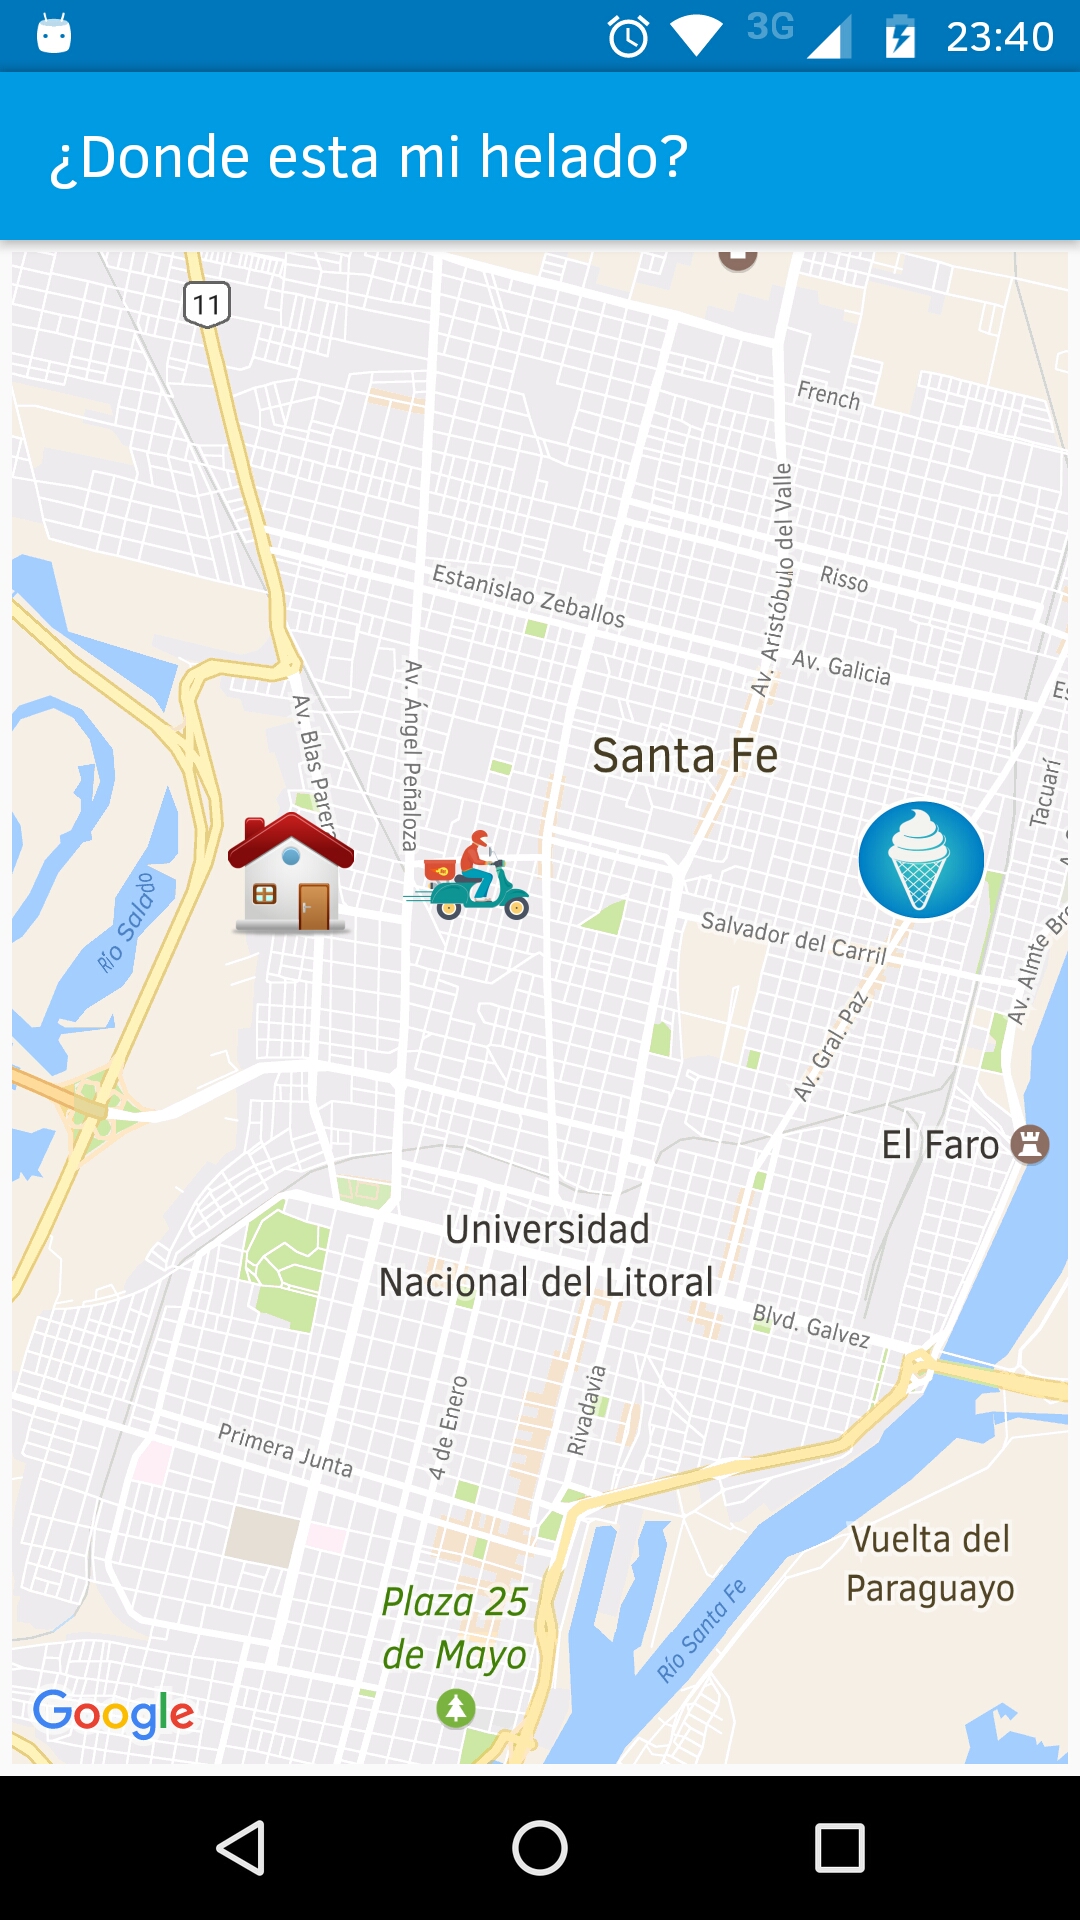 3G
23:40
¿Donde esta mi helado?
11
French
Av. Aristóbulo del Valle
Risso
Estanislao Zeballos
Av. Galicia
Av. Ángel Peñaloza
Av. Blas Parera
Santa Fe
Tacuarí
Río Salado
Salvador del Carril
Av. Gral. Paz
El Faro
Universidad
Nacional del Litoral
Blvd. Galvez
Rivadavia
4 de Enero
Primera Junta
Vuelta del
Paraguayo
Plaza 25
de Mayo
Río Santa Fe
Google